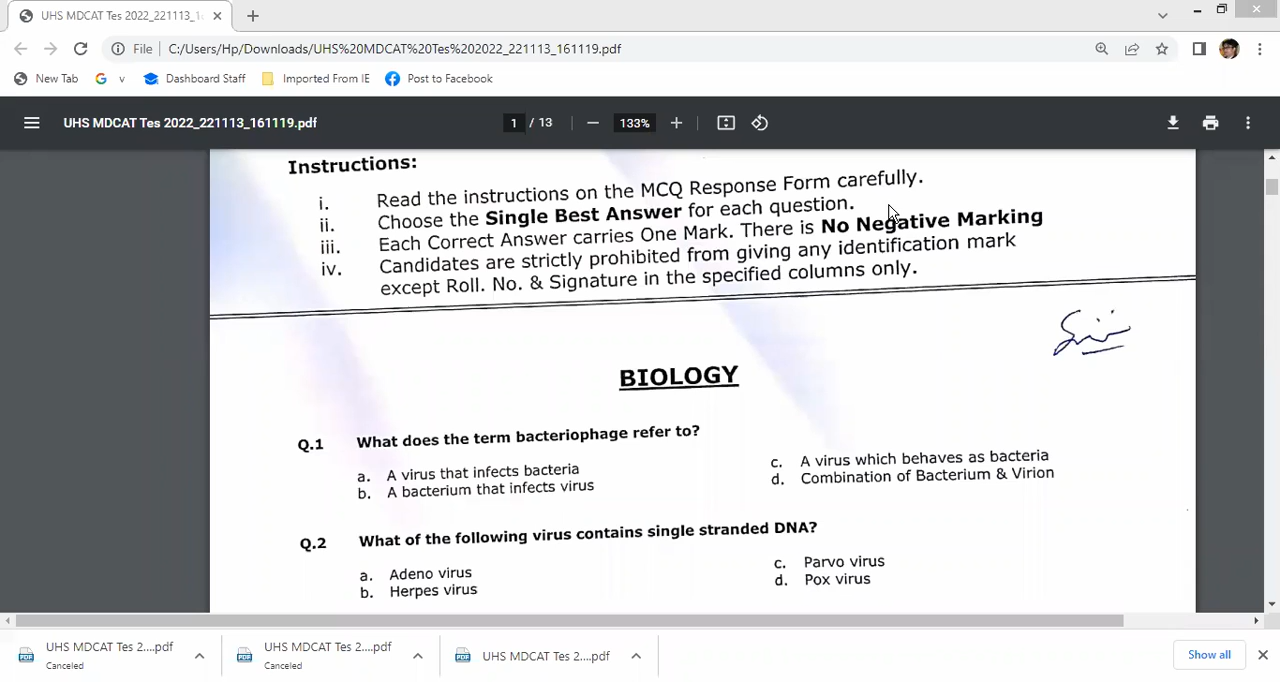 UHS MDCAT Tes 2022_221113_1
File C:/Users/Hp/Downloads/UHS%20MDCAT%20Tes%202022_221113_161119.pdf
New Tab
Dashboard Staff
Imported From IE
Post to Facebook
UHS MDCAT Tes 2022_221113_161119.pdf
1 / 13
133%
Instructions:
i. Read the instructions on the MCQ Response Form carefully.
ii. Choose the Single Best Answer for each question.
iii. Each Correct Answer carries One Mark. There is No Negative Marking
iv. Candidates are strictly prohibited from giving any identification mark
except Roll. No. & Signature in the specified columns only.
BIOLOGY
Q.1 What does the term bacteriophage refer to?
a. A virus that infects bacteria
b. A bacterium that infects virus
c. A virus which behaves as bacteria
d. Combination of Bacterium & Virion
Q.2 What of the following virus contains single stranded DNA?
a. Adeno virus
b. Herpes virus
c. Parvo virus
d. Pox virus
UHS MDCAT Tes 2....pdf
Canceled
UHS MDCAT Tes 2....pdf
Canceled
UHS MDCAT Tes 2....pdf
Show all